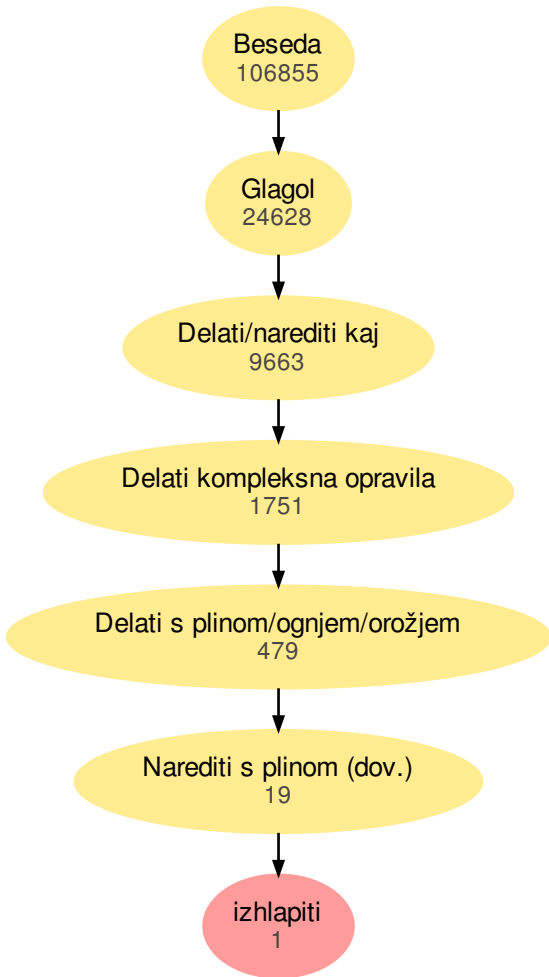 Beseda
106855
Glagol
24628
Delati/narediti kaj
9663
Delati kompleksna opravila
1751
Delati s plinom/ognjem/orožjem
479
Narediti s plinom (dov.)
19
izhlapiti
1